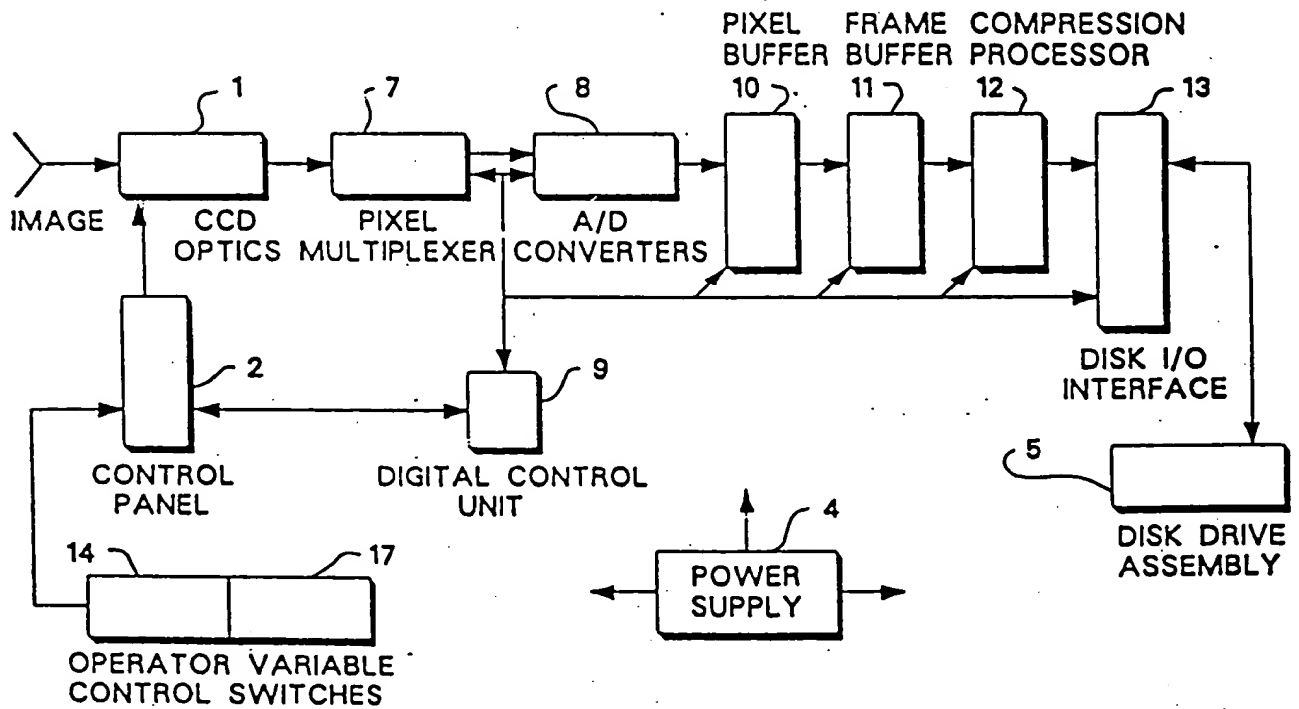 PIXEL FRAME COMPRESSION
BUFFER BUFFER PROCESSOR
1 7 8 10 11 12 13
IMAGE CCD PIXEL A/D
OPTICS MULTIPLEXER CONVERTERS
2 9
DISK I/O
INTERFACE
CONTROL
PANEL
DIGITAL CONTROL
UNIT
5
DISK DRIVE
ASSEMBLY
14 17
4
POWER
SUPPLY
OPERATOR VARIABLE
CONTROL SWITCHES